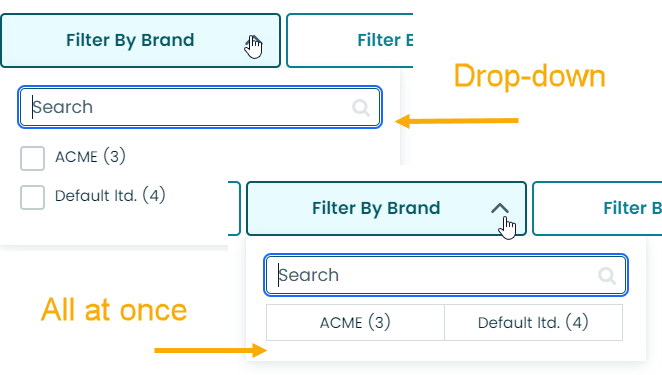 Filter By Brand
Filter B
Drop-down
Search
ACME (3)
Default ltd. (4)
Filter By Brand
Filter B
Search
All at once
ACME (3)
Default ltd. (4)